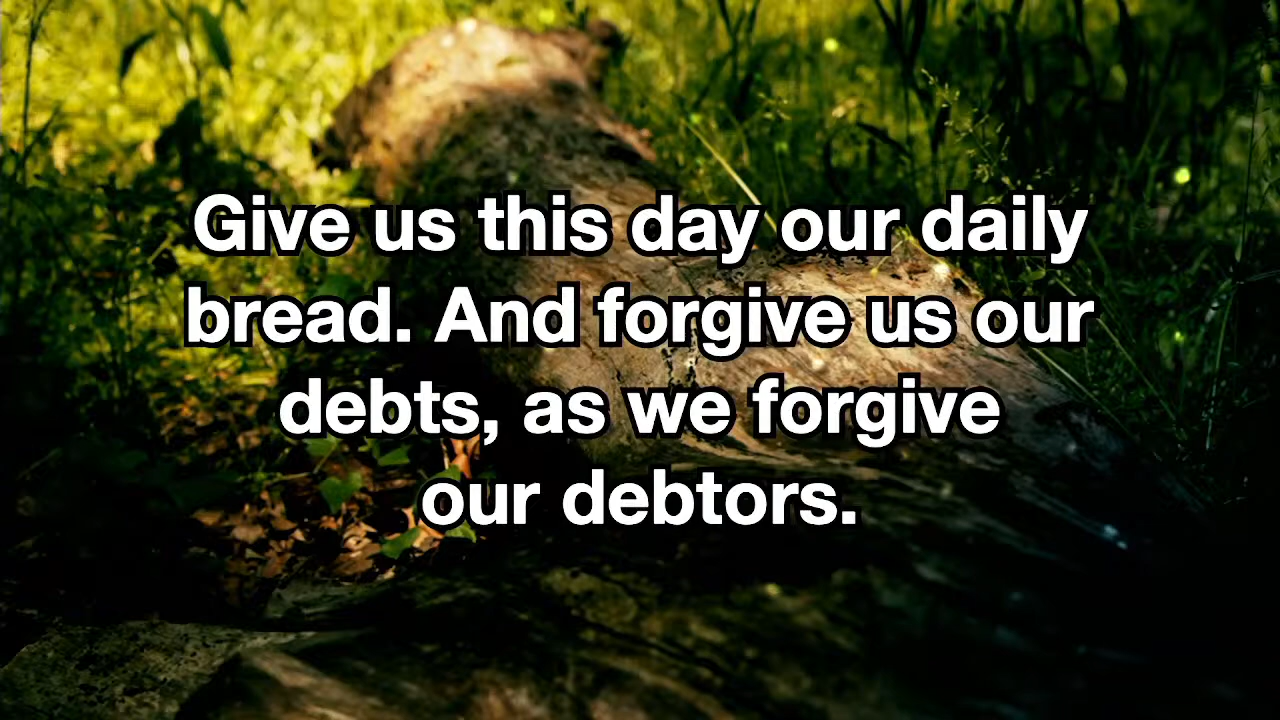 Give us this day our daily
bread. And forgive us our
debts, as we forgive
our debtors.